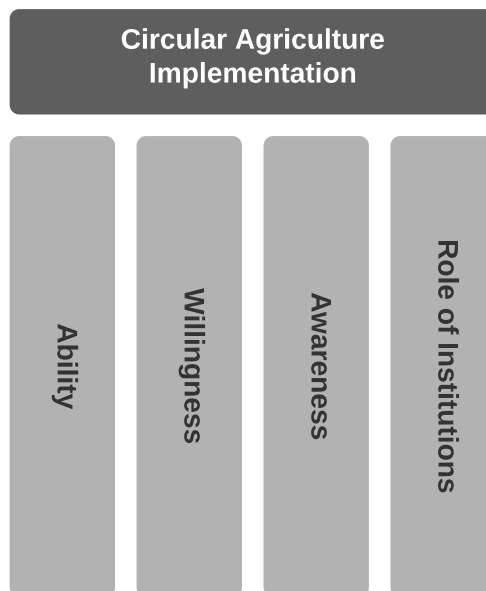 Circular Agriculture
Implementation
Ability
Willingness
Awareness
Role of Institutions